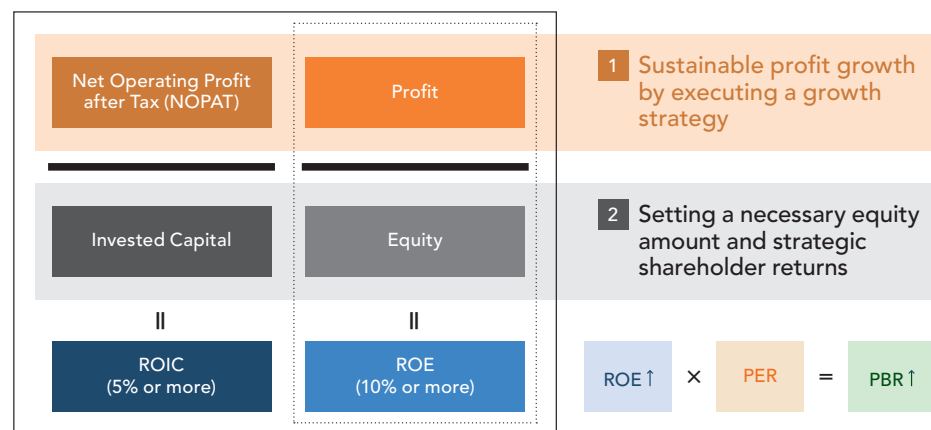 Net Operating Profit
after Tax (NOPAT)
Profit
1 Sustainable profit growth
by executing a growth
strategy
Invested Capital
Equity
2 Setting a necessary equity
amount and strategic
shareholder returns
=
=
ROIC
(5% or more)
ROE
(10% or more)
ROE↑ × PER = PBR↑